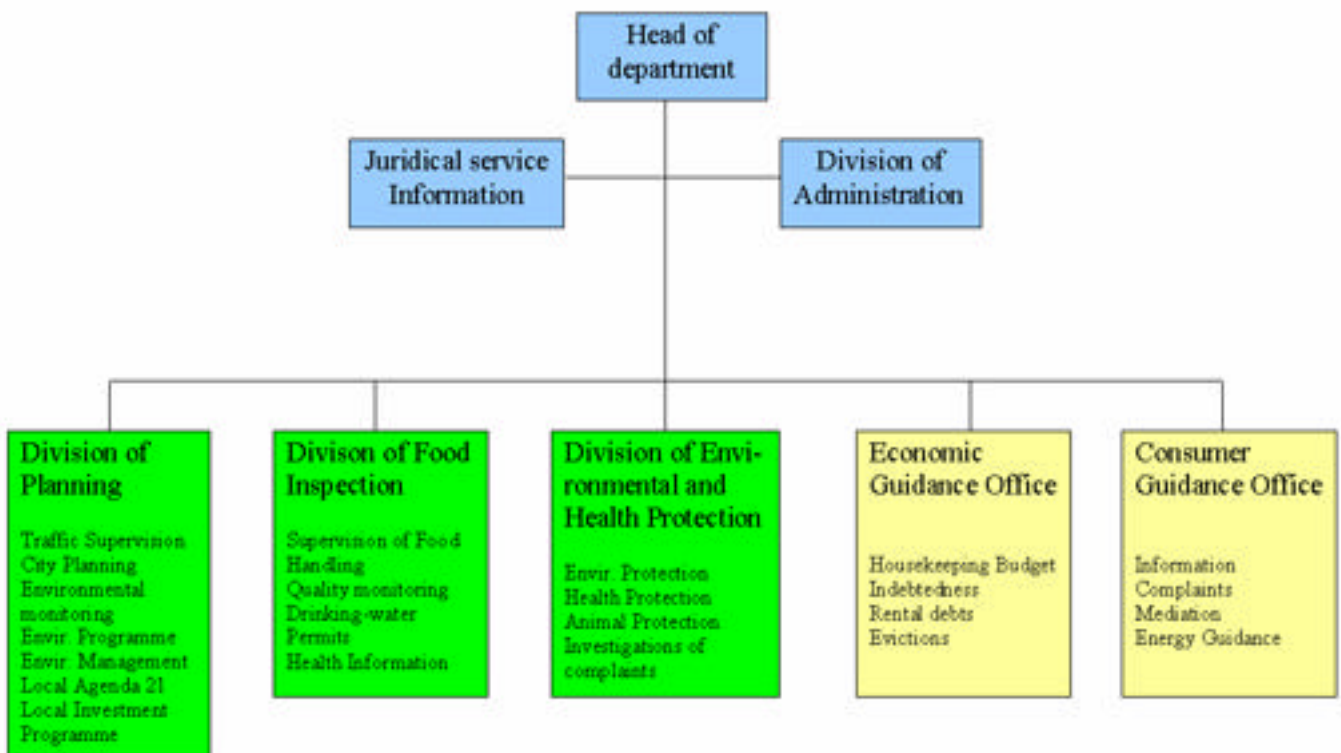 Head of
department
Juridical service
Information
Division of
Administration
Division of
Planning
Traffic Supervision
City Planning
Environmental
monitoring
Envir. Programme
Envir. Management
Local Agenda 21
Local Investment
Programme
Divison of Food
Inspection
Supervision of Food
Handling
Quality monitoring
Drinking-water
Permits
Health Information
Division of Envi-
ronmental and
Health Protection
Envir. Protection
Health Protection
Animal Protection
Investigations of
complaints
Economic
Guidance Office
Housekeeping Budget
Indebtedness
Rental debts
Evictions
Consumer
Guidance Office
Information
Complaints
Mediation
Energy Guidance